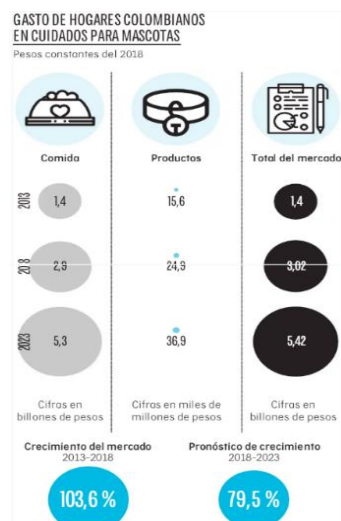 GASTO DE HOGARES COLOMBIANOS
EN CUIDADOS PARA MASCOTAS
Pesos constantes del 2018
Comida Productos Total del mercado
2013 1,4 15,6 1,4
2018 2,9 24,9 3,02
2023 5,3 36,9 5,42
Cifras en Cifras en miles de Cifras en
billones de pesos millones de pesos billones de pesos
Crecimiento del mercado Pronóstico de crecimiento
2013-2018 2018-2023
103,6 % 79,5 %